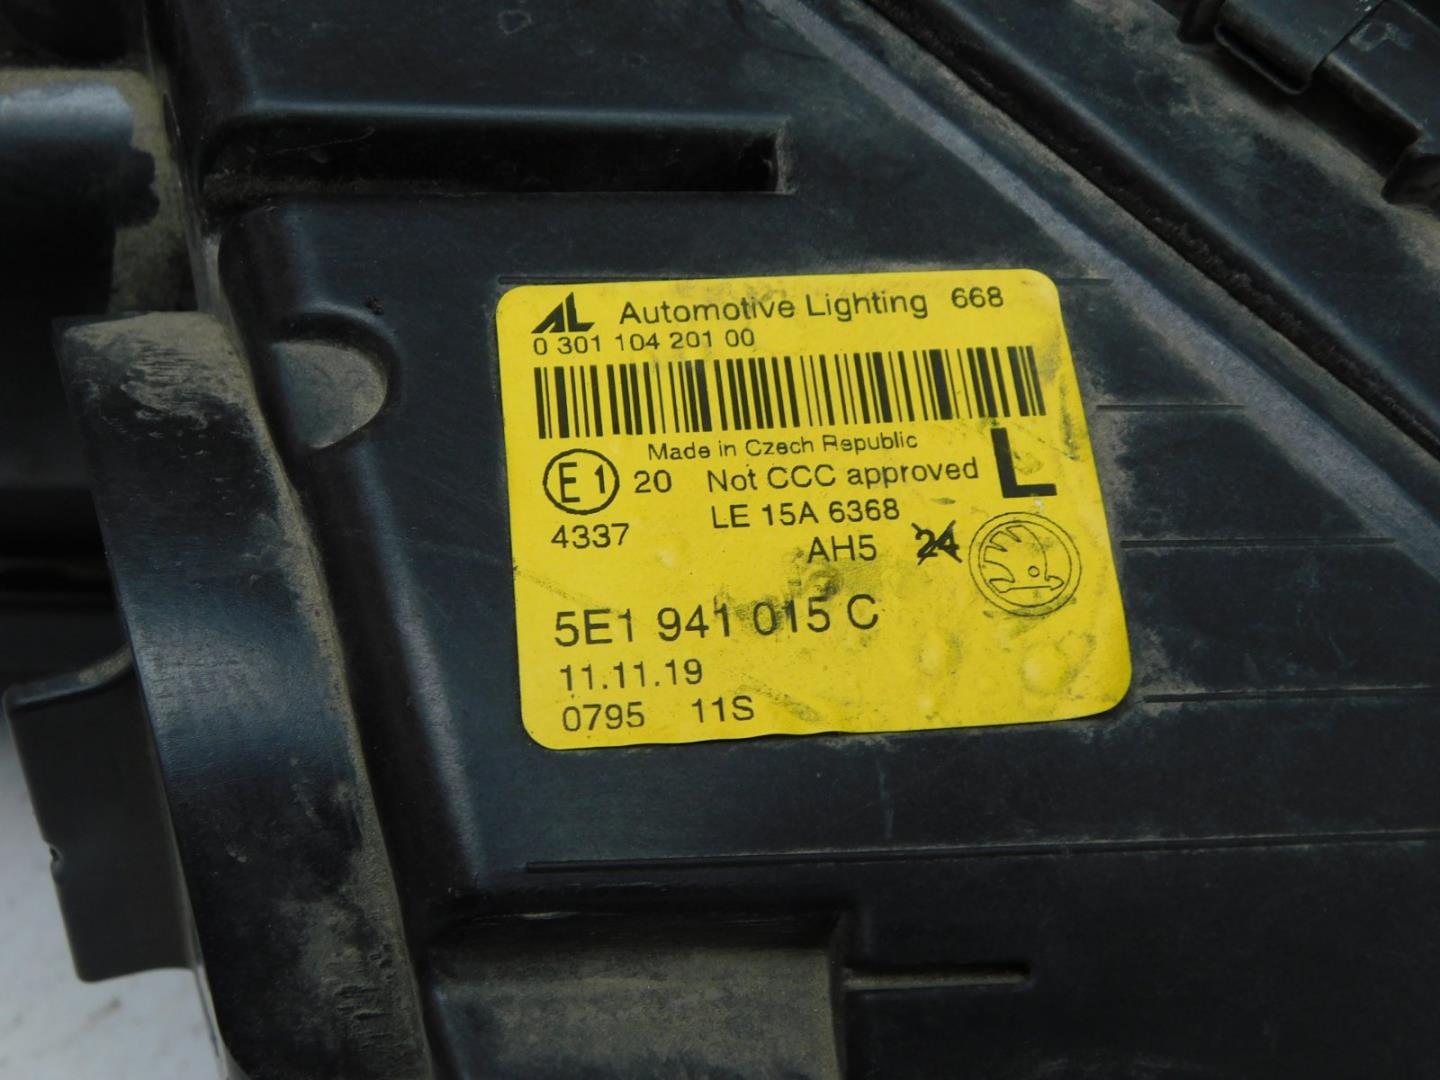 AL Automotive Lighting 668
0 301 104 201 00
Made in Czech Republic
E1 20 Not CCC approved L
4337 LE 15A 6368
AH5 24
5E1 941 015 C
11.11.19
0795 11S